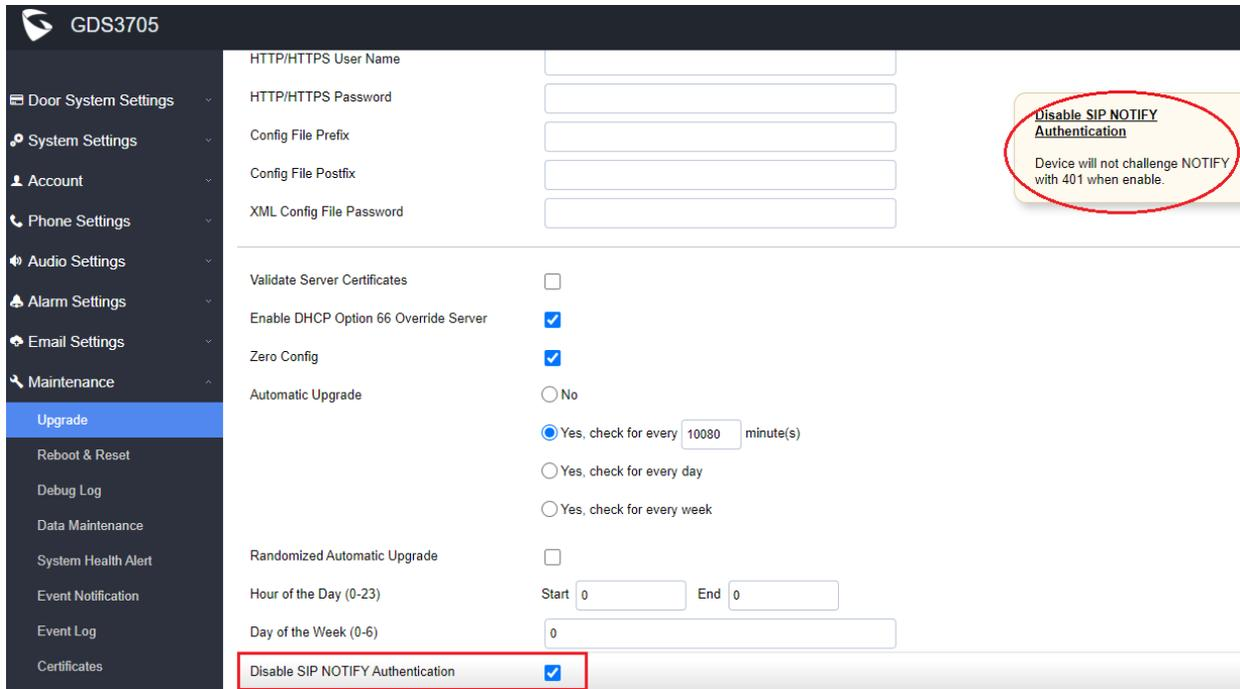 GDS3705
HTTP/HTTPS User Name
Door System Settings
HTTP/HTTPS Password
System Settings
Config File Prefix
Account
Config File Postfix
Phone Settings
XML Config File Password
Disable SIP NOTIFY
Authentication
Device will not challenge NOTIFY
with 401 when enable.
Audio Settings
Validate Server Certificates
Alarm Settings
Enable DHCP Option 66 Override Server
Email Settings
Zero Config
Maintenance
Automatic Upgrade
No
Upgrade
Yes, check for every 10080 minute(s)
Reboot & Reset
Yes, check for every day
Debug Log
Yes, check for every week
Data Maintenance
System Health Alert
Randomized Automatic Upgrade
Event Notification
Hour of the Day (0-23) Start 0 End 0
Event Log
Day of the Week (0-6) 0
Certificates
Disable SIP NOTIFY Authentication